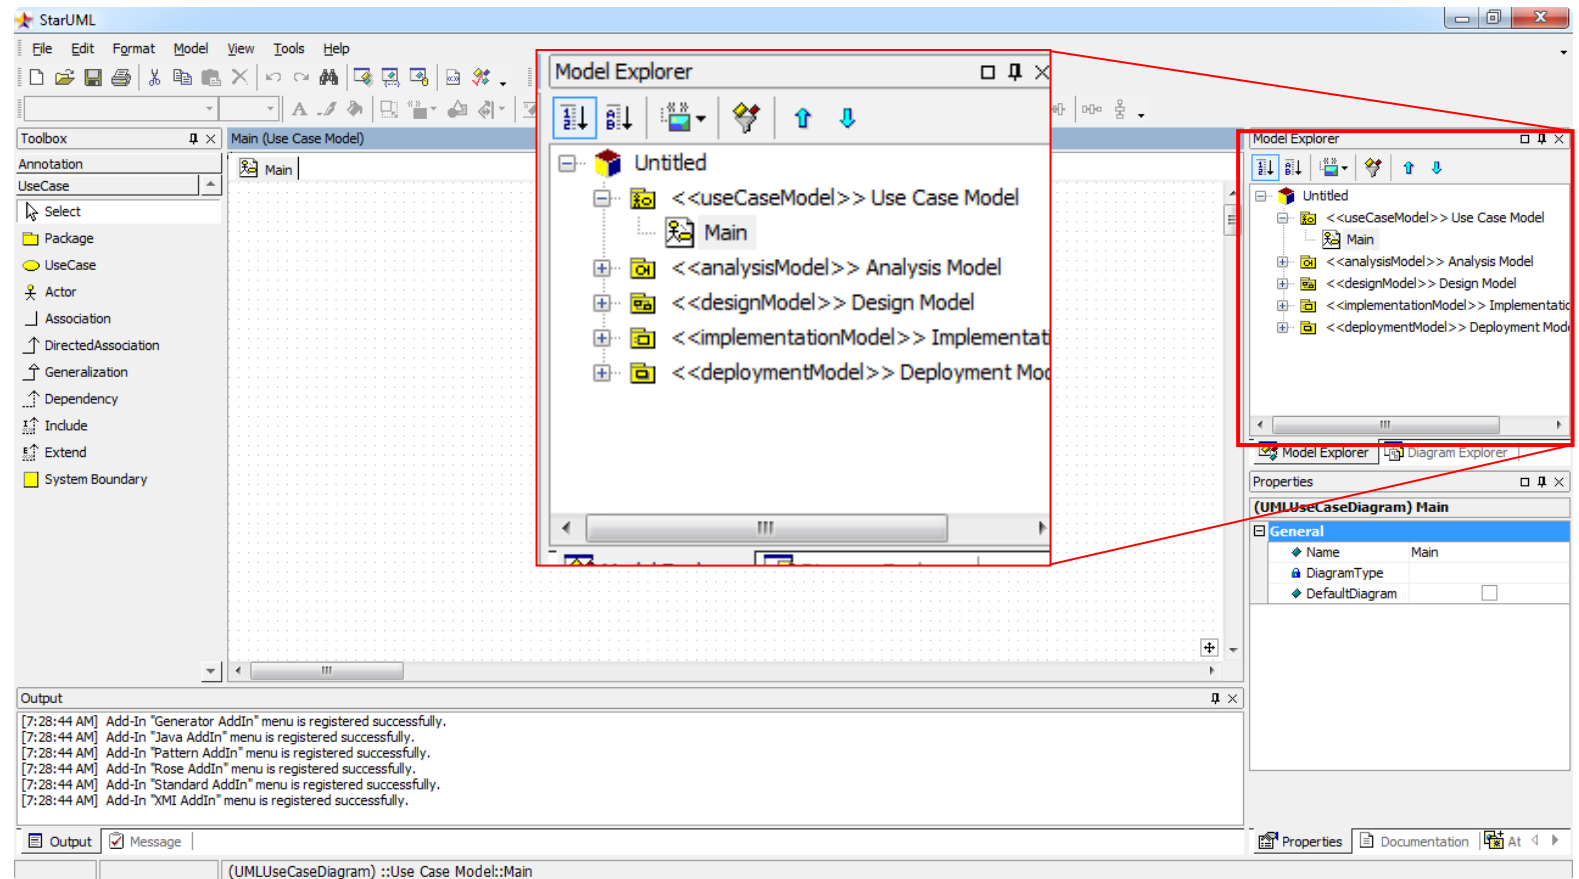 StarUML
File Edit Format Model View Tools Help
Toolbox
Annotation
UseCase
Select
Package
UseCase
Actor
Association
DirectedAssociation
Generalization
Dependency
Include
Extend
System Boundary
Main (Use Case Model)
Main
Model Explorer
Untitled
<<useCaseModel>> Use Case Model
Main
<<analysisModel>> Analysis Model
<<designModel>> Design Model
<<implementationModel>> Implementat
<<deploymentModel>> Deployment Mod
Model Explorer
Untitled
<<useCaseModel>> Use Case Model
Main
<<analysisModel>> Analysis Model
<<designModel>> Design Model
<<implementationModel>> Implementatio
<<deploymentModel>> Deployment Mode
Model Explorer Diagram Explorer
Properties
(UMLUseCaseDiagram) Main
General
Name Main
DiagramType
DefaultDiagram
Output
[7:28:44 AM] Add-In "Generator AddIn" menu is registered successfully.
[7:28:44 AM] Add-In "Java AddIn" menu is registered successfully.
[7:28:44 AM] Add-In "Pattern AddIn" menu is registered successfully.
[7:28:44 AM] Add-In "Rose AddIn" menu is registered successfully.
[7:28:44 AM] Add-In "Standard AddIn" menu is registered successfully.
[7:28:44 AM] Add-In "XMI AddIn" menu is registered successfully.
Output Message
Properties Documentation At
(UMLUseCaseDiagram) ::Use Case Model::Main